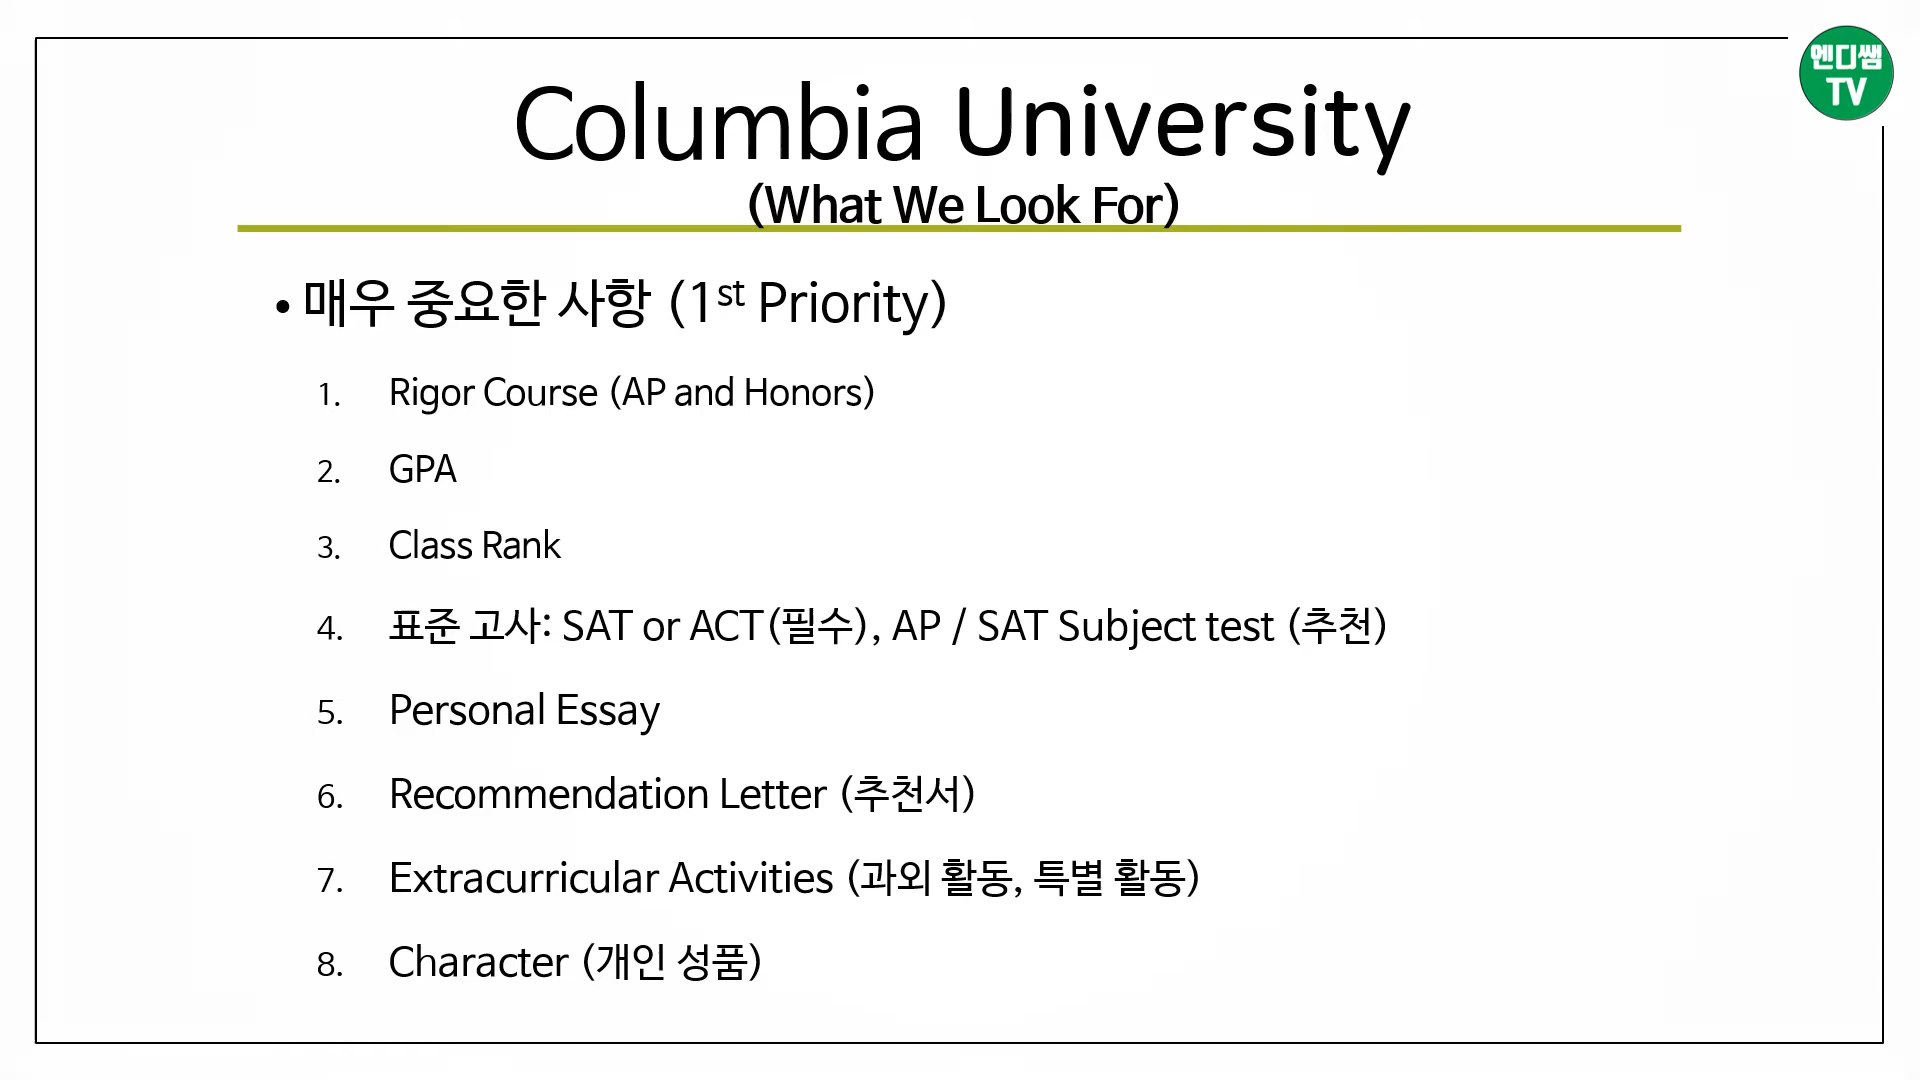 엔디쌤
TV
Columbia University
(What We Look For)
• 매우 중요한 사항 (1st Priority)
1. Rigor Course (AP and Honors)
2. GPA
3. Class Rank
4. 표준 고사: SAT or ACT(필수), AP / SAT Subject test (추천)
5. Personal Essay
6. Recommendation Letter (추천서)
7. Extracurricular Activities (과외 활동, 특별 활동)
8. Character (개인 성품)